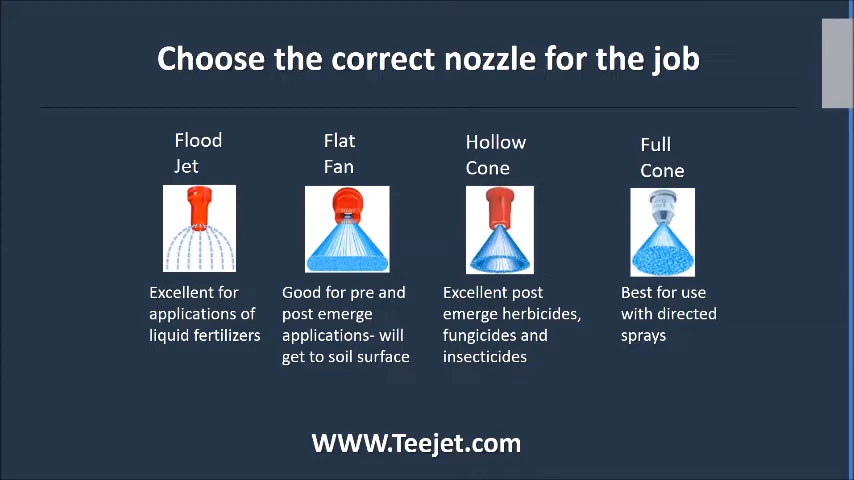 Choose the correct nozzle for the job
Flood
Jet
Flat
Fan
Hollow
Cone
Full
Cone
Excellent for
applications of
liquid fertilizers
Good for pre and
post emerge
applications- will
get to soil surface
Excellent post
emerge herbicides,
fungicides and
insecticides
Best for use
with directed
sprays
WWW.Teejet.com